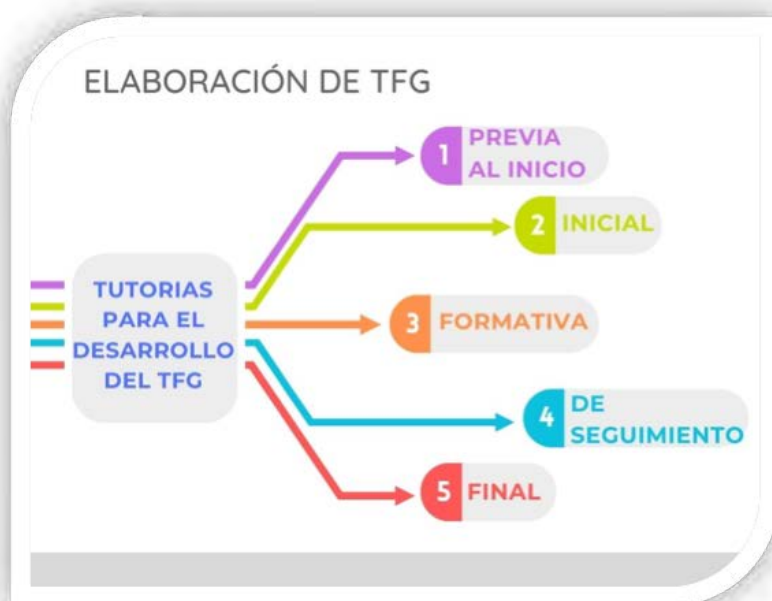 ELABORACIÓN DE TFG
TUTORIAS
PARA EL
DESARROLLO
DEL TFG
1
PREVIA
AL INICIO
2
INICIAL
3
FORMATIVA
4
DE
SEGUIMIENTO
5
FINAL